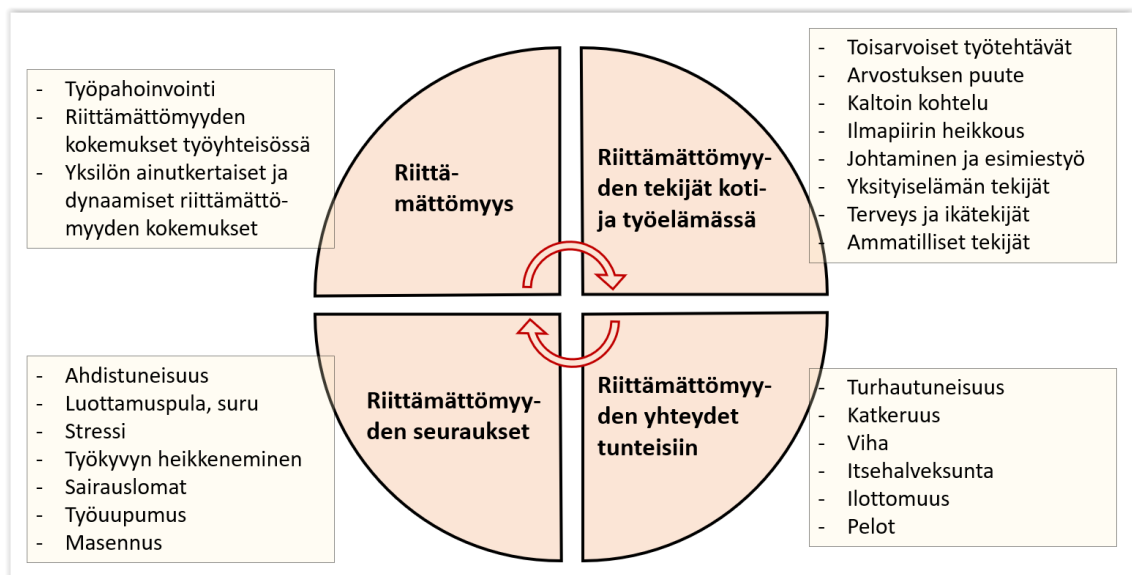 - Työpahoinvointi
- Riittämättömyyden
kokemukset työyhteisössä
- Yksilön ainutkertaiset ja
dynaamiset riittämättö-
myyden kokemukset
Riittä-
mättömyys
Riittämättömyy-
den tekijät koti-
ja työelämässä
- Toisarvoiset työtehtävät
- Arvostuksen puute
- Kaltoin kohtelu
- Ilmapiirin heikkous
- Johtaminen ja esimiestyö
- Yksityiselämän tekijät
- Terveys ja ikätekijät
- Ammatilliset tekijät
- Ahdistuneisuus
- Luottamuspula, suru
- Stressi
- Työkyvyn heikkeneminen
- Sairauslomat
- Työuupumus
- Masennus
Riittämättömyy-
den seuraukset
Riittämättömyy-
den yhteydet
tunteisiin
- Turhautuneisuus
- Katkeruus
- Viha
- Itsehalveksunta
- Ilottomuus
- Pelot